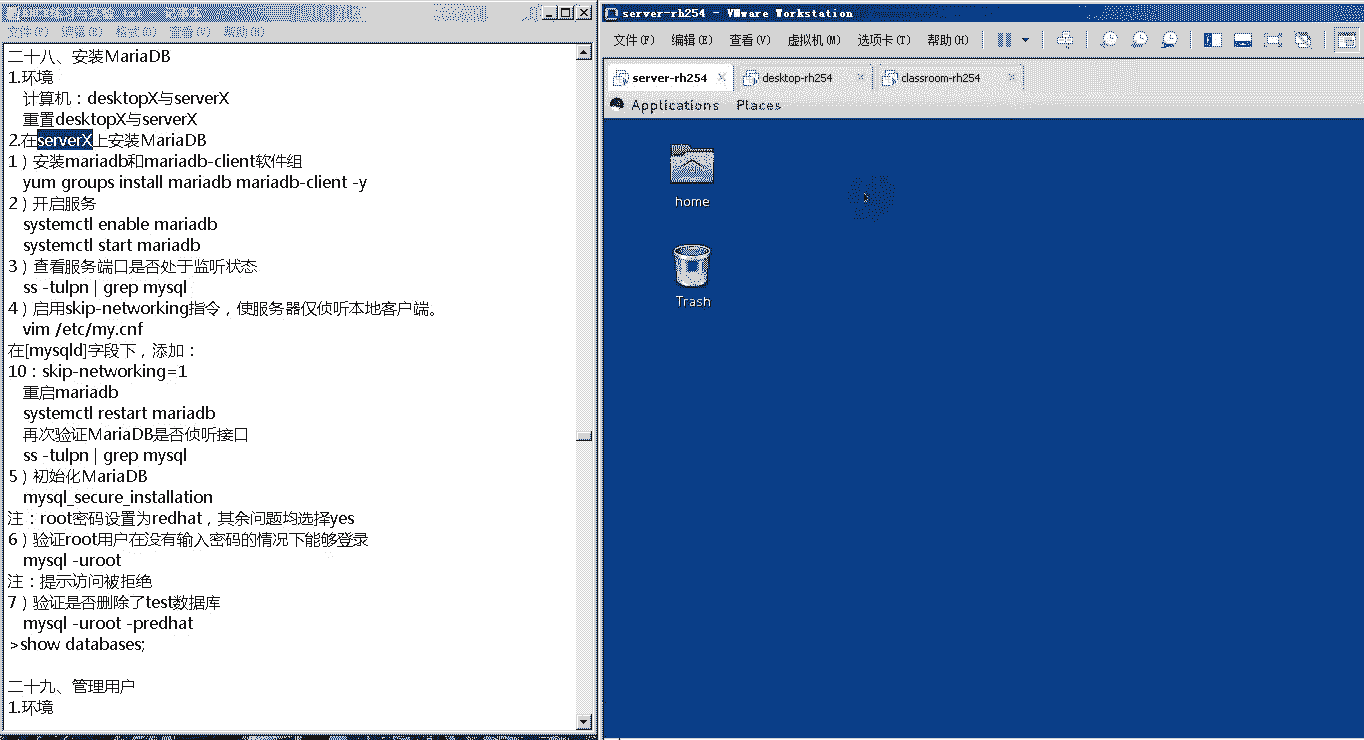 文件(F) 编辑(E) 格式(O) 查看(V) 帮助(H)
二十八、安装MariaDB
1.环境
计算机：desktopX与serverX
重置desktopX与serverX
2.在serverX上安装MariaDB
1）安装mariadb和mariadb-client软件组
yum groups install mariadb mariadb-client -y
2）开启服务
systemctl enable mariadb
systemctl start mariadb
3）查看服务端口是否处于监听状态
ss -tulpn | grep mysql
4）启用skip-networking指令，使服务器仅侦听本地客户端。
vim /etc/my.cnf
在[mysqld]字段下，添加：
10：skip-networking=1
重启mariadb
systemctl restart mariadb
再次验证MariaDB是否侦听接口
ss -tulpn | grep mysql
5）初始化MariaDB
mysql_secure_installation
注：root密码设置为redhat，其余问题均选择yes
6）验证root用户在没有输入密码的情况下能够登录
mysql -uroot
注：提示访问被拒绝
7）验证是否删除了test数据库
mysql -uroot -predhat
>show databases;
二十九、管理用户
1.环境
server-rh254 - VMware Workstation
文件(F) 编辑(E) 查看(V) 虚拟机(M) 选项卡(T) 帮助(H)
server-rh254 desktop-rh254 classroom-rh254
Applications Places
home
Trash